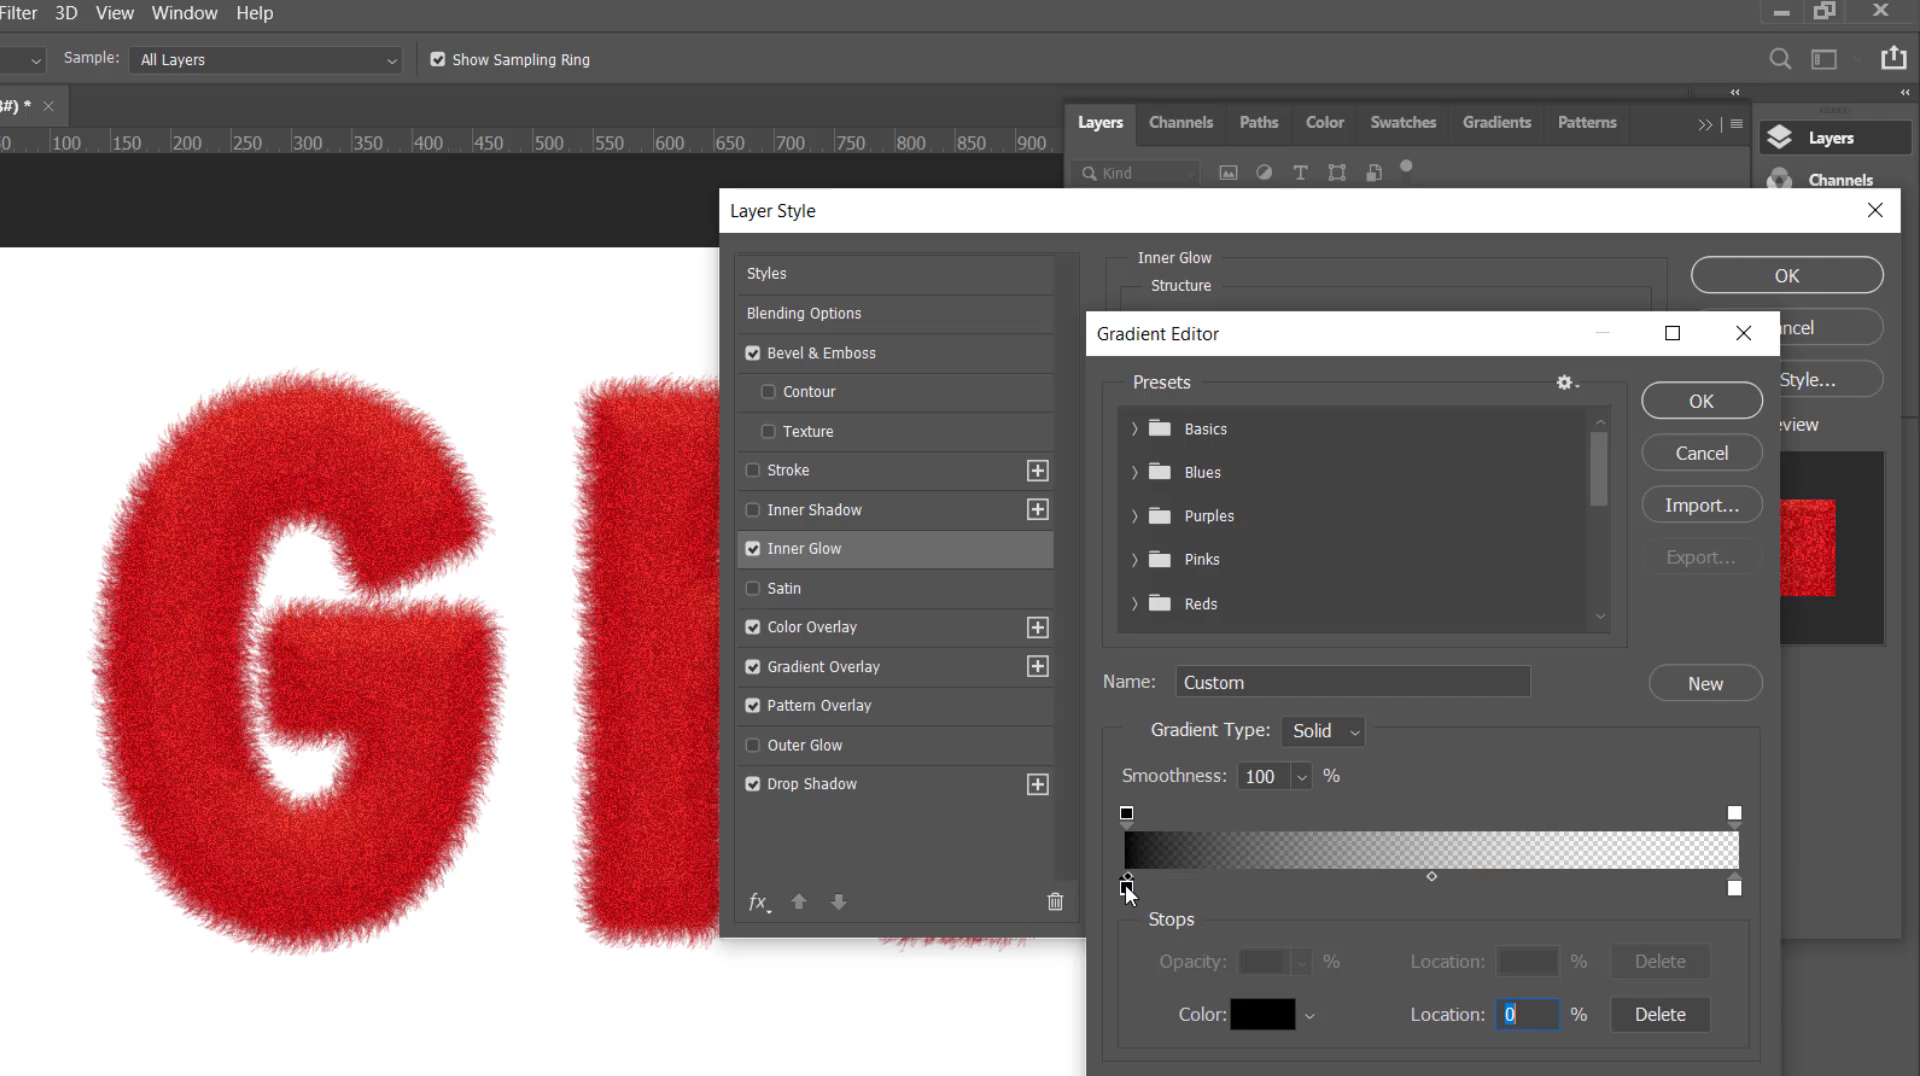 Filter 3D View Window Help
Sample: All Layers Show Sampling Ring
8#) *
100 150 200 250 300 350 400 450 500 550 600 650 700 750 800 850 900
Layers Channels Paths Color Swatches Gradients Patterns
Layers
Kind
Channels
Layer Style
Styles
Blending Options
Bevel & Emboss
Contour
Texture
Stroke
Inner Shadow
Inner Glow
Satin
Color Overlay
Gradient Overlay
Pattern Overlay
Outer Glow
Drop Shadow
fx
Inner Glow
Structure
OK
ncel
Style...
eview
Gradient Editor
Presets
Basics
Blues
Purples
Pinks
Reds
OK
Cancel
Import...
Export...
Name: Custom
New
Gradient Type: Solid
Smoothness: 100 %
Stops
Opacity: % Location: % Delete
Color: Location: 0 % Delete
G